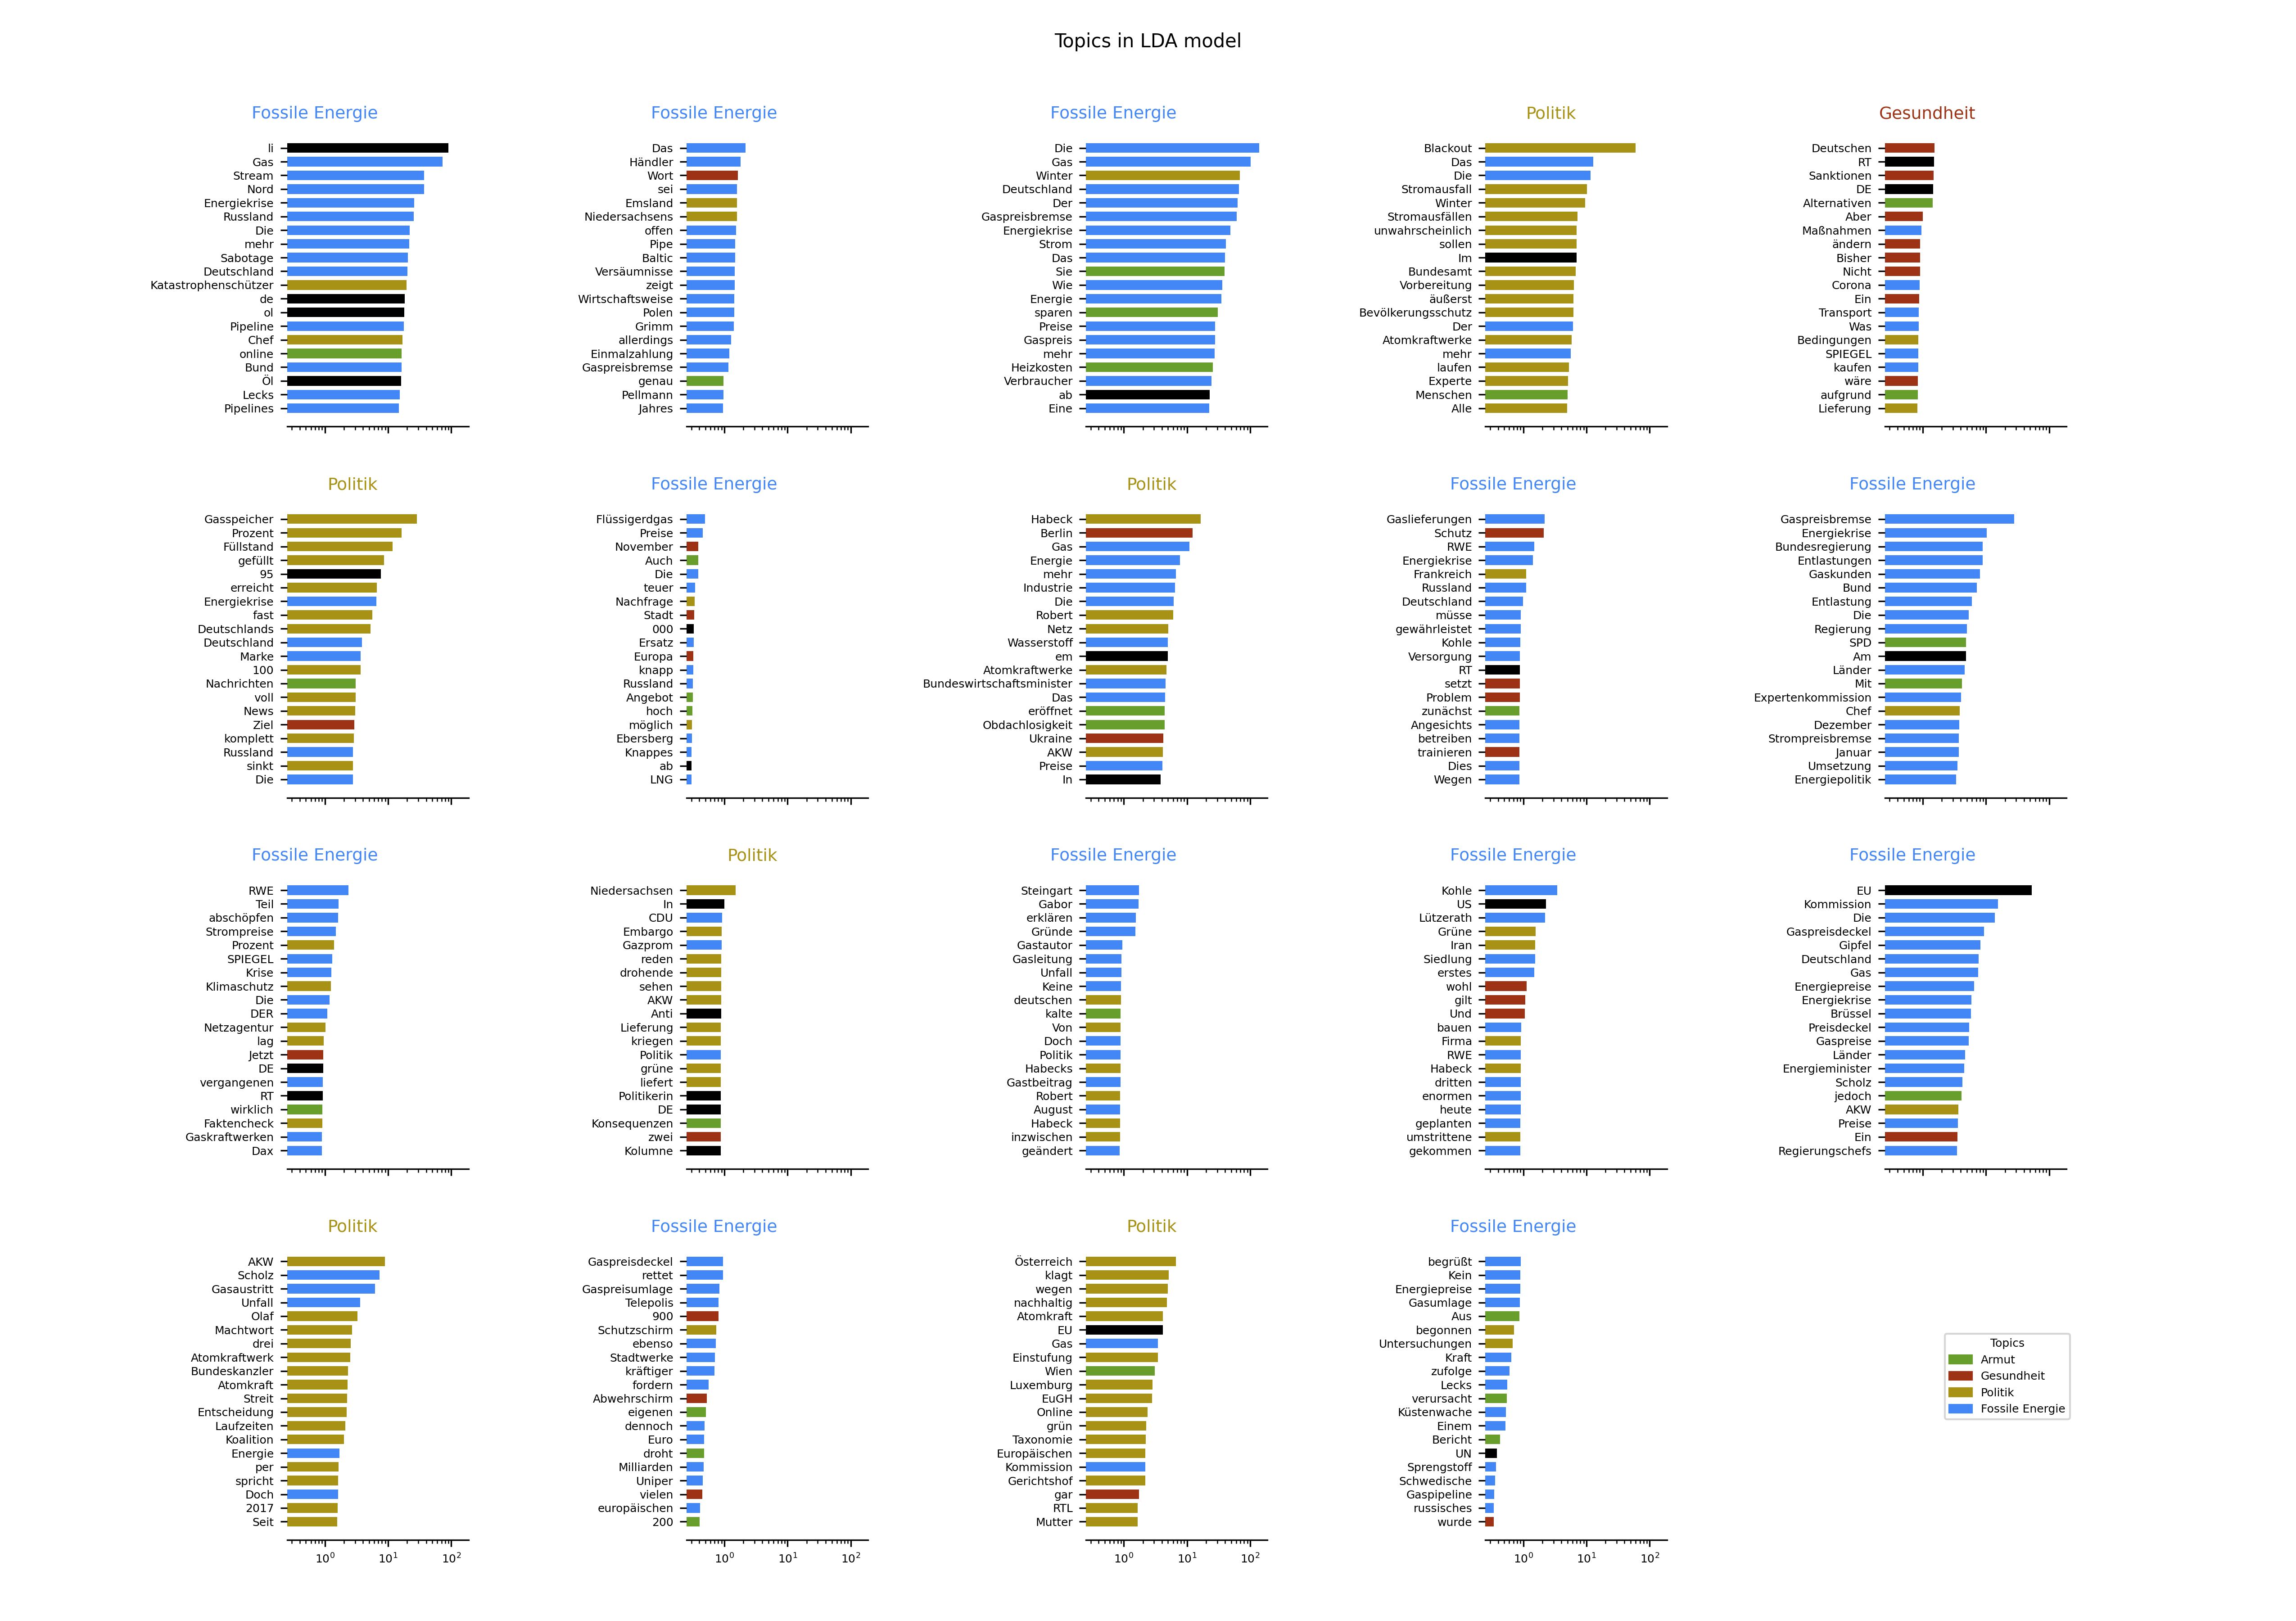 Topics in LDA model
Fossile Energie
li
Gas
Stream
Nord
Energiekrise
Russland
Die
mehr
Sabotage
Deutschland
Katastrophenschützer
de
ol
Pipeline
Chef
online
Bund
Öl
Lecks
Pipelines
Fossile Energie
Das
Händler
Wort
sei
Emsland
Niedersachsens
offen
Pipe
Baltic
Versäumnisse
zeigt
Wirtschaftsweise
Polen
Grimm
allerdings
Einmalzahlung
Gaspreisbremse
genau
Pellmann
Jahres
Fossile Energie
Die
Gas
Winter
Deutschland
Der
Gaspreisbremse
Energiekrise
Strom
Das
Sie
Wie
Energie
sparen
Preise
Gaspreis
mehr
Heizkosten
Verbraucher
ab
Eine
Politik
Blackout
Das
Die
Stromausfall
Winter
Stromausfällen
unwahrscheinlich
sollen
Im
Bundesamt
Vorbereitung
äußerst
Bevölkerungsschutz
Der
Atomkraftwerke
mehr
laufen
Experte
Menschen
Alle
Gesundheit
Deutschen
RT
Sanktionen
DE
Alternativen
Aber
Maßnahmen
ändern
Bisher
Nicht
Corona
Ein
Transport
Was
Bedingungen
SPIEGEL
kaufen
wäre
aufgrund
Lieferung
Politik
Gasspeicher
Prozent
Füllstand
gefüllt
95
erreicht
Energiekrise
fast
Deutschlands
Deutschland
Marke
100
Nachrichten
voll
News
Ziel
komplett
Russland
sinkt
Die
Fossile Energie
Flüssigerdgas
Preise
November
Auch
Die
teuer
Nachfrage
Stadt
000
Ersatz
Europa
knapp
Russland
Angebot
hoch
möglich
Ebersberg
Knappes
ab
LNG
Politik
Habeck
Berlin
Gas
Energie
mehr
Industrie
Die
Robert
Netz
Wasserstoff
em
Atomkraftwerke
Bundeswirtschaftsminister
Das
eröffnet
Obdachlosigkeit
Ukraine
AKW
Preise
In
Fossile Energie
Gaslieferungen
Schutz
RWE
Energiekrise
Frankreich
Russland
Deutschland
müsse
gewährleistet
Kohle
Versorgung
RT
setzt
Problem
zunächst
Angesichts
betreiben
trainieren
Dies
Wegen
Fossile Energie
Gaspreisbremse
Energiekrise
Bundesregierung
Entlastungen
Gaskunden
Bund
Entlastung
Die
Regierung
SPD
Am
Länder
Mit
Expertenkommission
Chef
Dezember
Strompreisbremse
Januar
Umsetzung
Energiepolitik
Fossile Energie
RWE
Teil
abschöpfen
Strompreise
Prozent
SPIEGEL
Krise
Klimaschutz
Die
DER
Netzagentur
lag
Jetzt
DE
vergangenen
RT
wirklich
Faktencheck
Gaskraftwerken
Dax
Politik
Niedersachsen
In
CDU
Embargo
Gazprom
reden
drohende
sehen
AKW
Anti
Lieferung
kriegen
Politik
grüne
liefert
Politikerin
DE
Konsequenzen
zwei
Kolumne
Fossile Energie
Steingart
Gabor
erklären
Gründe
Gastautor
Gasleitung
Unfall
Keine
deutschen
kalte
Von
Doch
Politik
Habecks
Gastbeitrag
Robert
August
Habeck
inzwischen
geändert
Fossile Energie
Kohle
US
Lützerath
Grüne
Iran
Siedlung
erstes
wohl
gilt
Und
bauen
Firma
RWE
Habeck
dritten
enormen
heute
geplanten
umstrittene
gekommen
Fossile Energie
EU
Kommission
Die
Gaspreisdeckel
Gipfel
Deutschland
Gas
Energiepreise
Energiekrise
Brüssel
Preisdeckel
Gaspreise
Länder
Energieminister
Scholz
jedoch
AKW
Preise
Ein
Regierungschefs
Politik
AKW
Scholz
Gasaustritt
Unfall
Olaf
Machtwort
drei
Atomkraftwerk
Bundeskanzler
Atomkraft
Streit
Entscheidung
Laufzeiten
Koalition
Energie
per
spricht
Doch
2017
Seit
10⁰ 10¹ 10²
Fossile Energie
Gaspreisdeckel
rettet
Gaspreisumlage
Telepolis
900
Schutzschirm
ebenso
Stadtwerke
kräftiger
fordern
Abwehrschirm
eigenen
dennoch
Euro
droht
Milliarden
Uniper
vielen
europäischen
200
10⁰ 10¹ 10²
Politik
Österreich
klagt
wegen
nachhaltig
Atomkraft
EU
Gas
Einstufung
Wien
Luxemburg
EuGH
Online
grün
Taxonomie
Europäischen
Kommission
Gerichtshof
gar
RTL
Mutter
10⁰ 10¹ 10²
Fossile Energie
begrüßt
Kein
Energiepreise
Gasumlage
Aus
begonnen
Untersuchungen
Kraft
zufolge
Lecks
verursacht
Küstenwache
Einem
Bericht
UN
Sprengstoff
Schwedische
Gaspipeline
russisches
wurde
10⁰ 10¹ 10²
Topics
Armut
Gesundheit
Politik
Fossile Energie